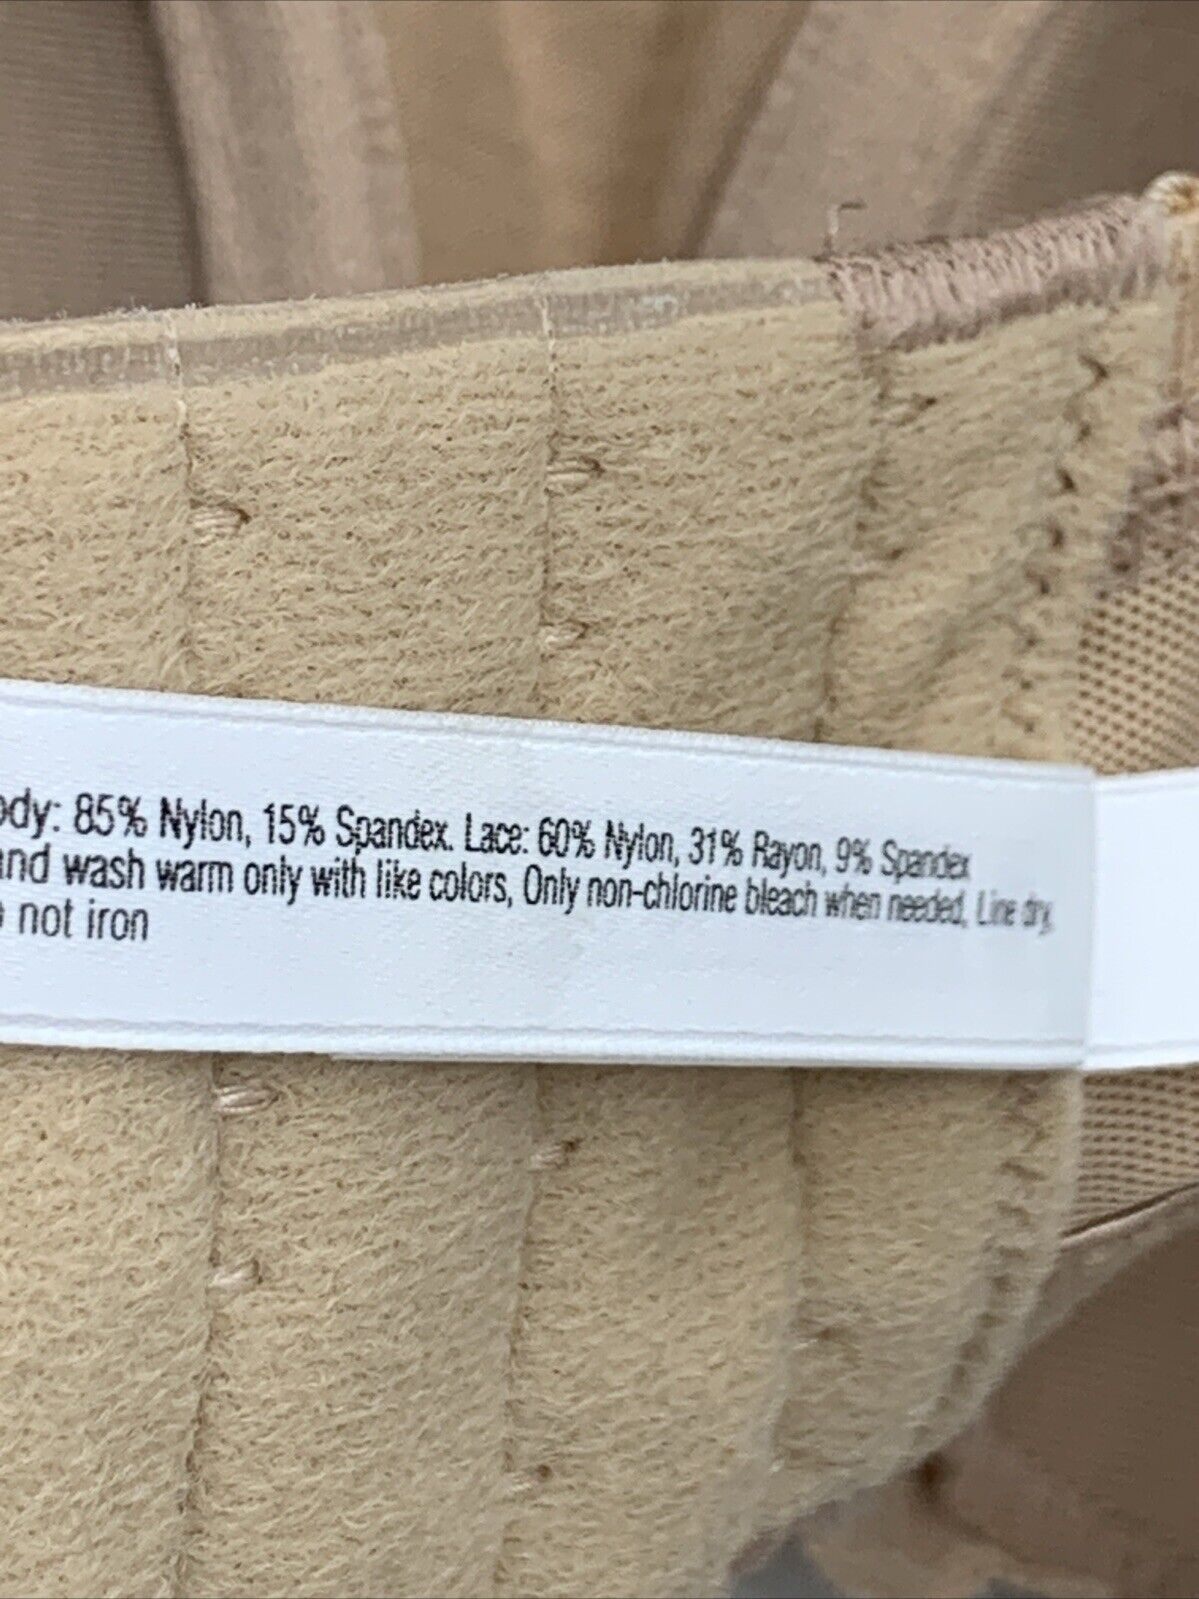 ody: 85% Nylon, 15% Spandex. Lace: 60% Nylon, 31% Rayon, 9% Spandex
and wash warm only with like colors, Only non-chlorine bleach when needed, Line dry,
not iron